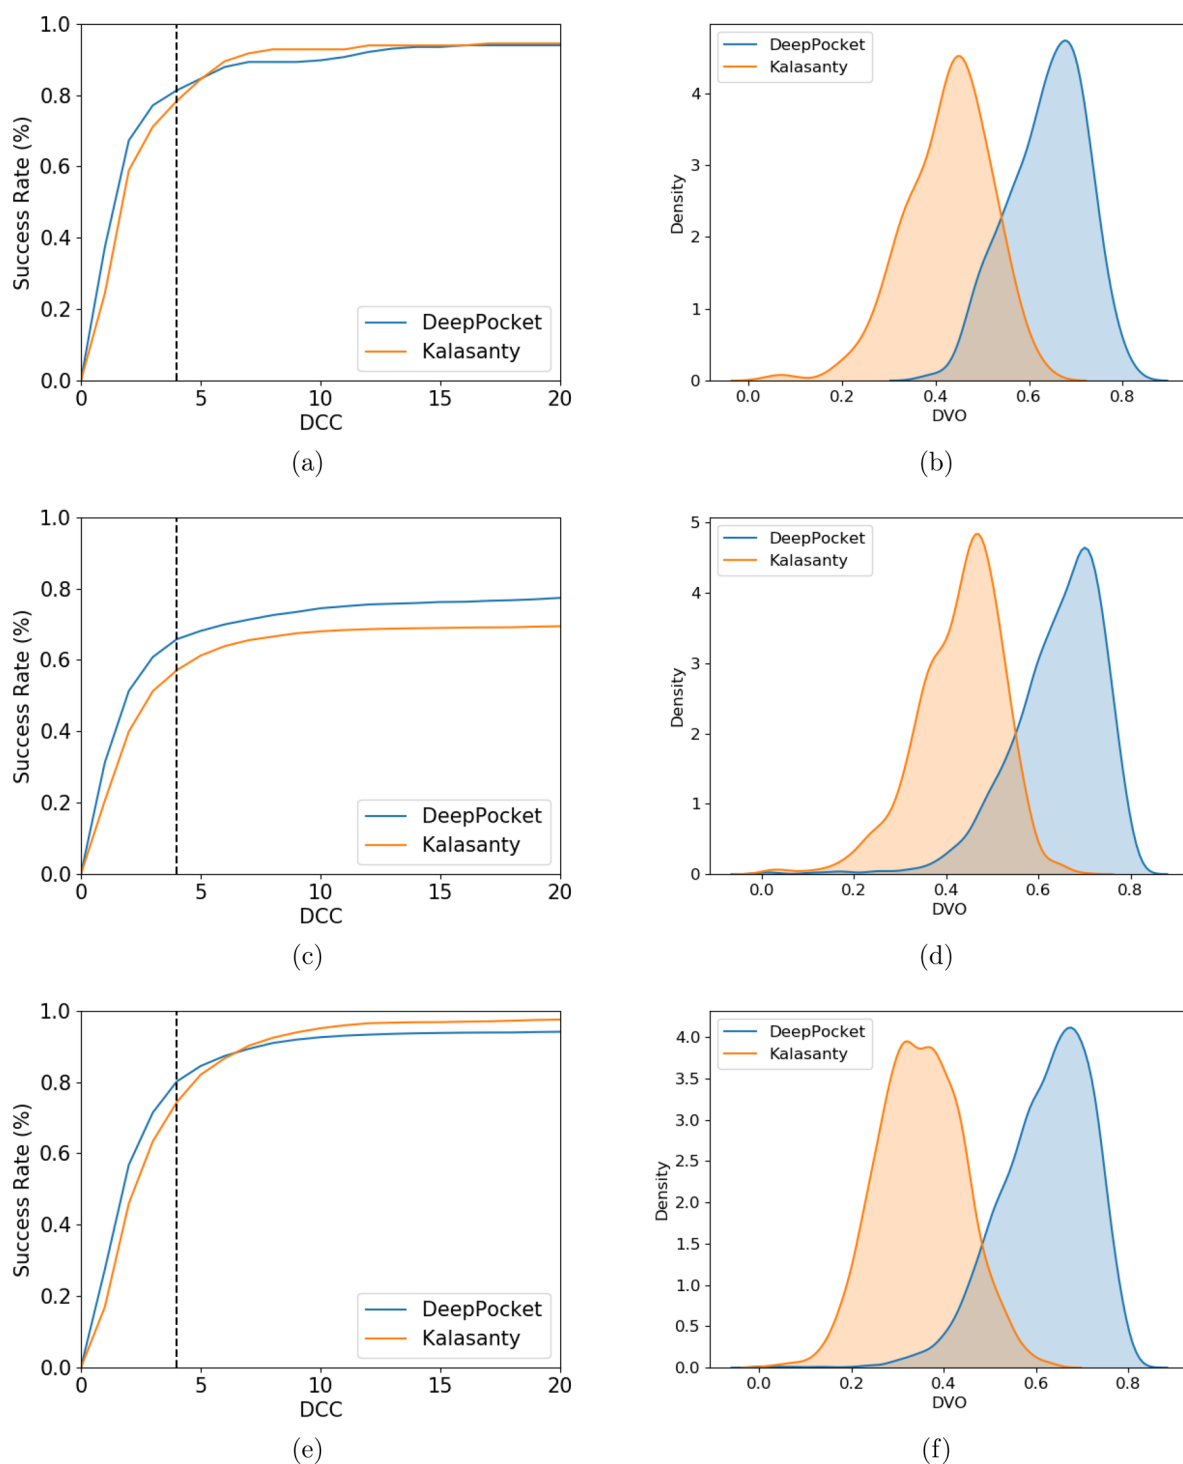 1.0
0.8
0.6
0.4
0.2
0.0
Success Rate (%)
DeepPocket
Kalasanty
0 5 10 15 20
DCC
(a)
DeepPocket
Kalasanty
4
3
2
1
0
Density
0.0 0.2 0.4 0.6 0.8
DVO
(b)
1.0
0.8
0.6
0.4
0.2
0.0
Success Rate (%)
DeepPocket
Kalasanty
0 5 10 15 20
DCC
(c)
DeepPocket
Kalasanty
5
4
3
2
1
0
Density
0.0 0.2 0.4 0.6 0.8
DVO
(d)
1.0
0.8
0.6
0.4
0.2
0.0
Success Rate (%)
DeepPocket
Kalasanty
0 5 10 15 20
DCC
(e)
DeepPocket
Kalasanty
4.0
3.5
3.0
2.5
2.0
1.5
1.0
0.5
0.0
Density
0.0 0.2 0.4 0.6 0.8
DVO
(f)